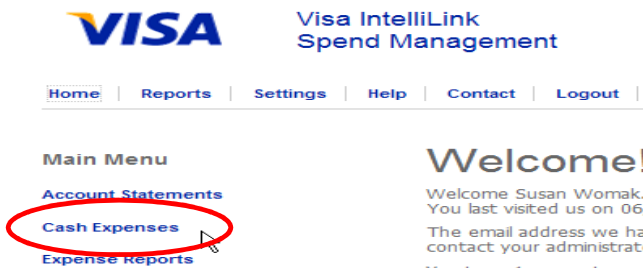 VISA
Visa IntelliLink
Spend Management
Home | Reports | Settings | Help | Contact | Logout |
Main Menu
Welcome!
Account Statements
Welcome Susan Womak.
You last visited us on 06
Cash Expenses
The email address we ha
contact your administrat
Expense Reports